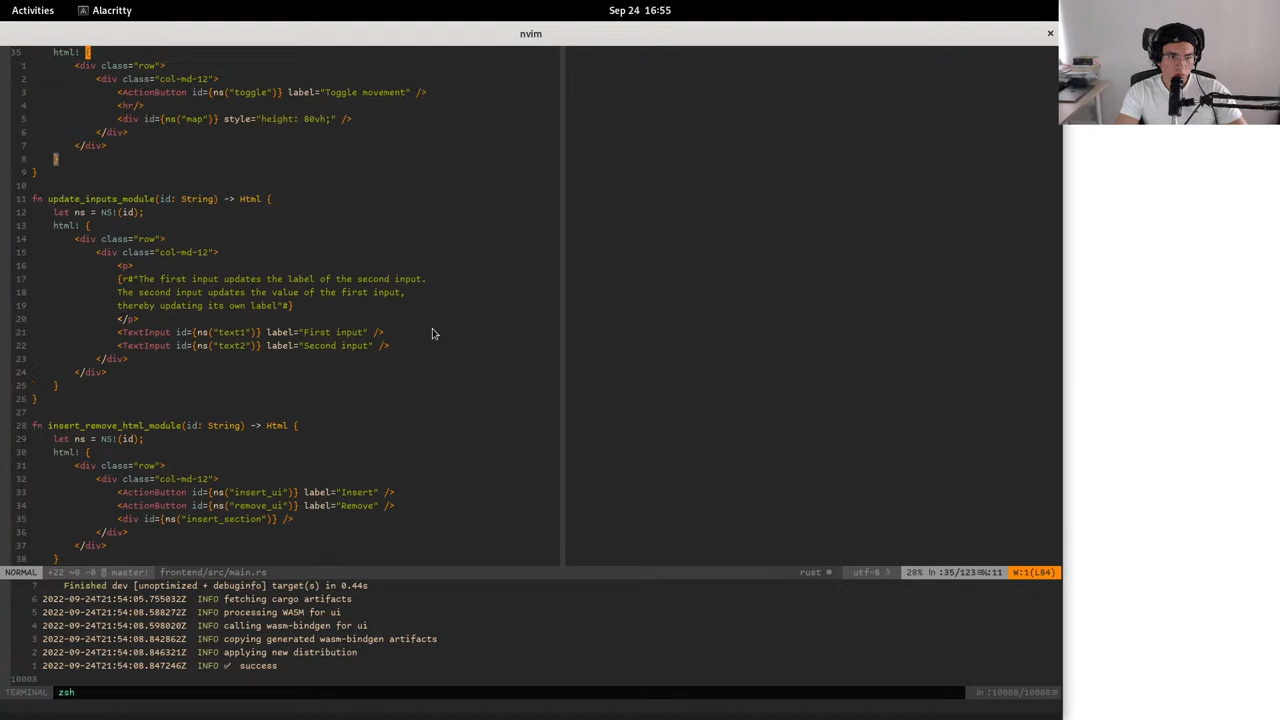 Activities
Alacritty
Sep 24 16:55
nvim
35 html! {
1 <div class="row">
2 <div class="col-md-12">
3 <ActionButton id={ns("toggle")} label="Toggle movement" />
4 <hr/>
5 <div id={ns("map")} style="height: 80vh;" />
6 </div>
7 </div>
8 }
9 }
10
11 fn update_inputs_module(id: String) -> Html {
12 let ns = NS!(id);
13 html! {
14 <div class="row">
15 <div class="col-md-12">
16 <p>
17 {r#"The first input updates the label of the second input.
18 The second input updates the value of the first input,
19 thereby updating its own label"#}
20 </p>
21 <TextInput id={ns("text1")} label="First input" />
22 <TextInput id={ns("text2")} label="Second input" />
23 </div>
24 </div>
25 }
26 }
27
28 fn insert_remove_html_module(id: String) -> Html {
29 let ns = NS!(id);
30 html! {
31 <div class="row">
32 <div class="col-md-12">
33 <ActionButton id={ns("insert_ui")} label="Insert" />
34 <ActionButton id={ns("remove_ui")} label="Remove" />
35 <div id={ns("insert_section")} />
36 </div>
37 </div>
38 }
NORMAL +22 ~0 -0 master! frontend/src/main.rs rust utf-8 28% ln :35/123 :11 W:1(L84)
7 Finished dev [unoptimized + debuginfo] target(s) in 0.44s
6 2022-09-24T21:54:05.755032Z INFO fetching cargo artifacts
5 2022-09-24T21:54:08.588272Z INFO processing WASM for ui
4 2022-09-24T21:54:08.598020Z INFO calling wasm-bindgen for ui
3 2022-09-24T21:54:08.842862Z INFO copying generated wasm-bindgen artifacts
2 2022-09-24T21:54:08.846321Z INFO applying new distribution
1 2022-09-24T21:54:08.847246Z INFO ✓ success
10008
TERMINAL zsh ln :10008/10008